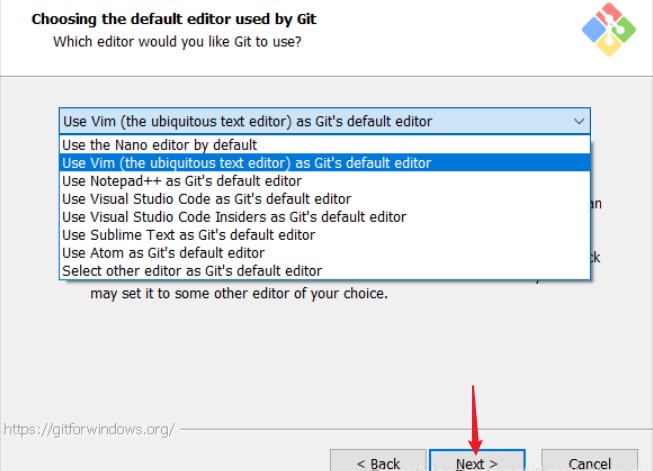 Choosing the default editor used by Git
Which editor would you like Git to use?
Use Vim (the ubiquitous text editor) as Git's default editor
Use the Nano editor by default
Use Vim (the ubiquitous text editor) as Git's default editor
Use Notepad++ as Git's default editor
Use Visual Studio Code as Git's default editor
Use Visual Studio Code Insiders as Git's default editor
Use Sublime Text as Git's default editor
Use Atom as Git's default editor
Select other editor as Git's default editor
may set it to some other editor of your choice.
https://gitforwindows.org/
< Back
Next >
Cancel